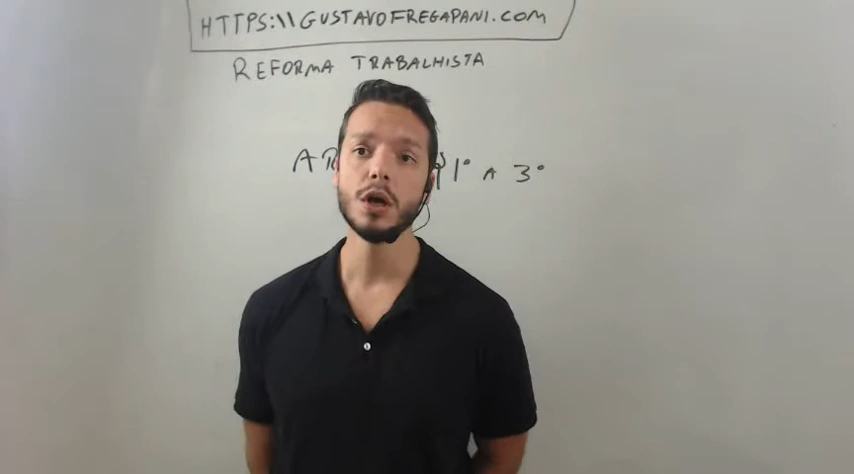 HTTPS:\\GUSTAVOFREGAPANI.COM
REFORMA TRABALHISTA
1° A 3°